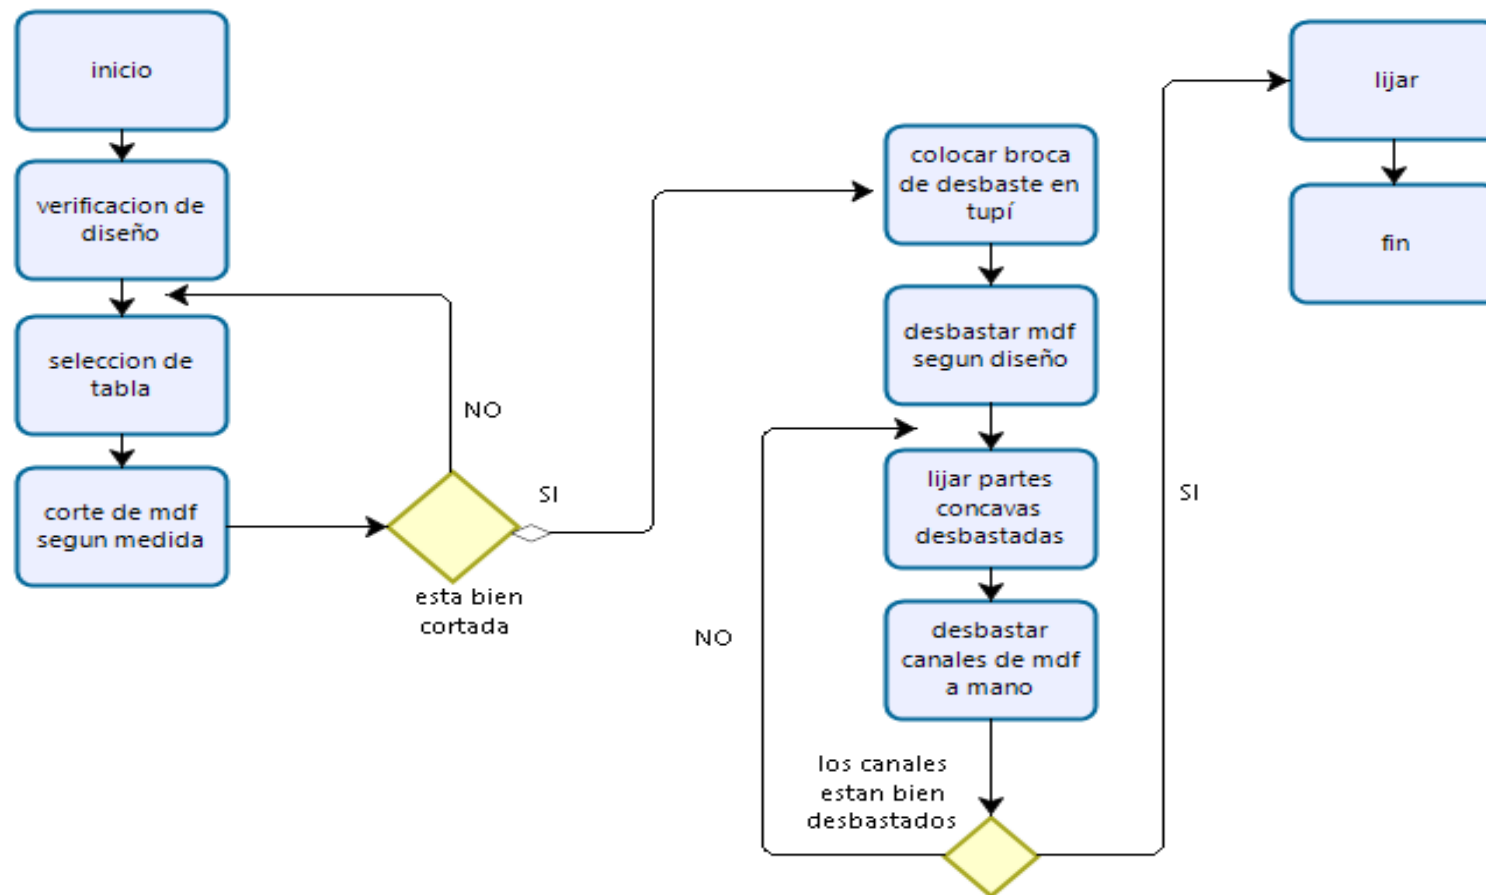 inicio
verificacion de
diseño
seleccion de
tabla
corte de mdf
segun medida
NO
SI
esta bien
cortada
colocar broca
de desbaste en
tupí
desbastar mdf
segun diseño
lijar partes
concavas
desbastadas
desbastar
canales de mdf
a mano
NO
los canales
estan bien
desbastados
SI
lijar
fin